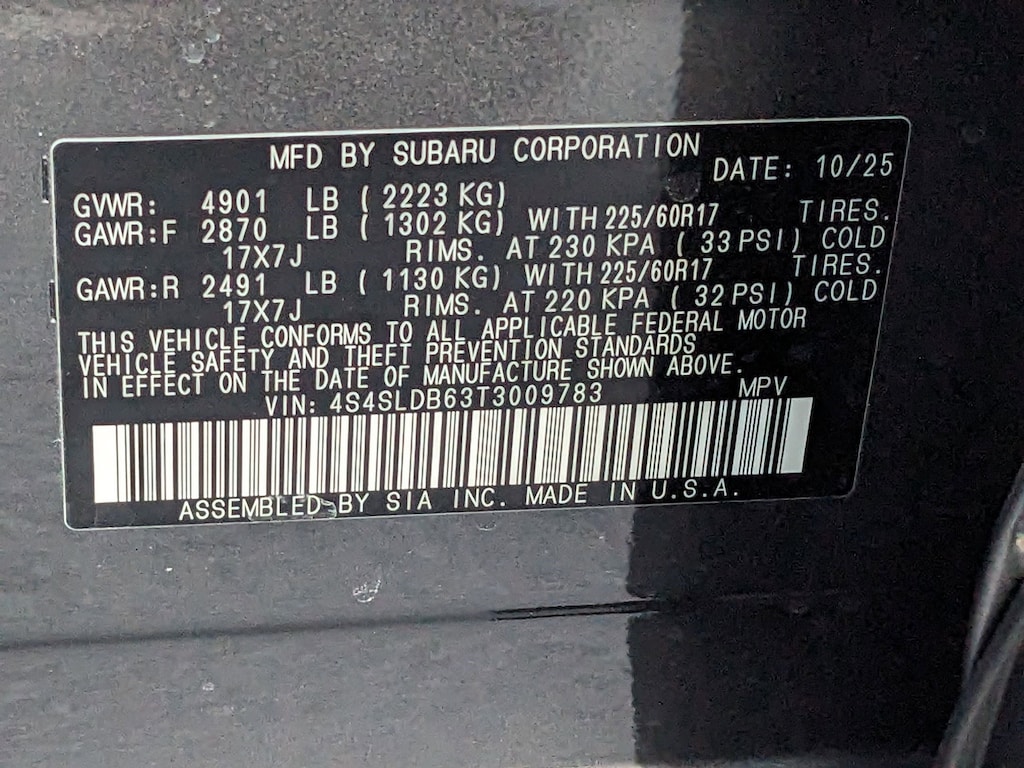 MFD BY SUBARU CORPORATION DATE: 10/25
GVWR: 4901 LB ( 2223 KG)
GAWR:F 2870 LB ( 1302 KG) WITH 225/60R17 TIRES.
17X7J RIMS. AT 230 KPA ( 33 PSI) COLD
GAWR:R 2491 LB ( 1130 KG) WITH 225/60R17 TIRES.
17X7J RIMS. AT 220 KPA ( 32 PSI) COLD
THIS VEHICLE CONFORMS TO ALL APPLICABLE FEDERAL MOTOR
VEHICLE SAFETY AND THEFT PREVENTION STANDARDS
IN EFFECT ON THE DATE OF MANUFACTURE SHOWN ABOVE.
VIN: 4S4SLDB63T3009783 MPV
ASSEMBLED BY SIA INC. MADE IN U.S.A.